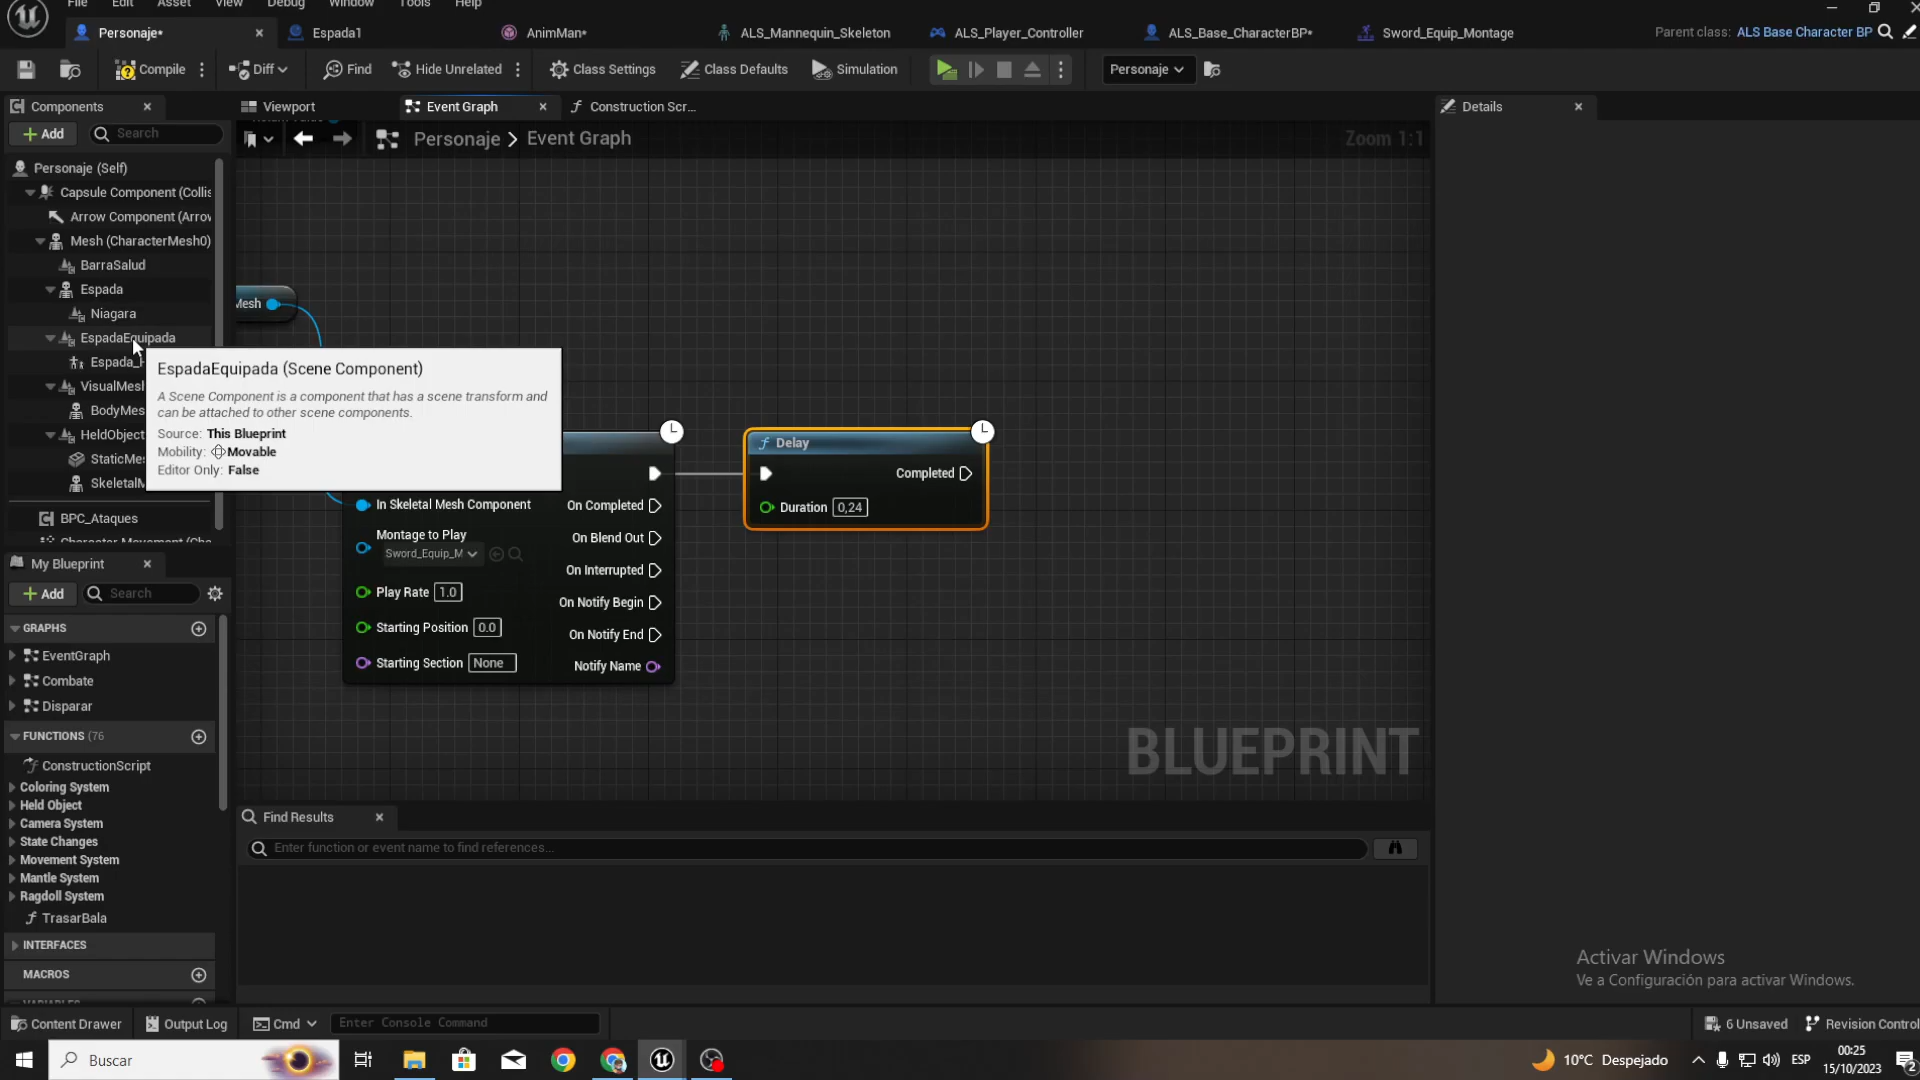 File Edit Asset View Debug Window Tools Help
Personaje* Espada1 AnimMan* ALS_Mannequin_Skeleton ALS_Player_Controller ALS_Base_CharacterBP* Sword_Equip_Montage Parent class: ALS Base Character BP
Compile Diff Find Hide Unrelated Class Settings Class Defaults Simulation Personaje
Components Viewport Event Graph Construction Scr... Details
Add Search Personaje > Event Graph Zoom 1:1
Personaje (Self)
Capsule Component (Collis
Arrow Component (Arrow
Mesh (CharacterMesh0)
BarraSalud
Espada
Niagara
EspadaEquipada
Espada_
VisualMesh
BodyMes
HeldObject
StaticMe
SkeletalM
BPC_Ataques
Mesh
EspadaEquipada (Scene Component)
A Scene Component is a component that has a scene transform and
can be attached to other scene components.
Source: This Blueprint
Mobility: Movable
Editor Only: False
In Skeletal Mesh Component On Completed
Montage to Play
Sword_Equip_M
On Blend Out
On Interrupted
Play Rate 1.0 On Notify Begin
Starting Position 0.0 On Notify End
Starting Section None Notify Name
Delay
Completed
Duration 0,24
BLUEPRINT
My Blueprint
Add Search
GRAPHS
EventGraph
Combate
Disparar
FUNCTIONS (76
ConstructionScript
Coloring System
Held Object
Camera System
State Changes
Movement System
Mantle System
Ragdoll System
TrasarBala
INTERFACES
MACROS
Find Results
Enter function or event name to find references...
Activar Windows
Ve a Configuración para activar Windows.
Content Drawer Output Log Cmd Enter Console Command 6 Unsaved Revision Control
Buscar 10°C Despejado ESP 00:25
15/10/2023
2